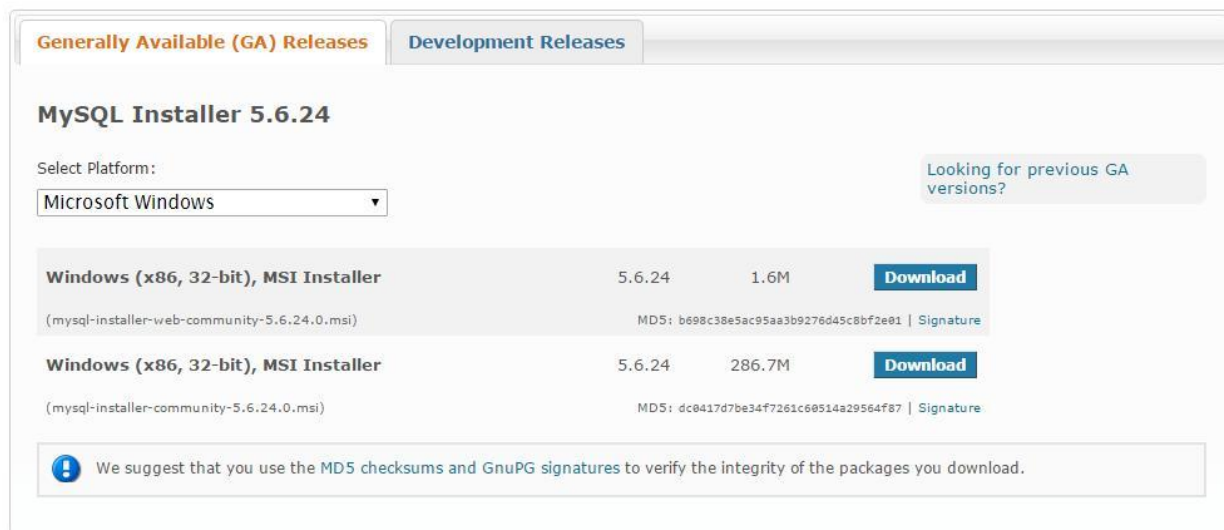 Generally Available (GA) Releases
Development Releases
MySQL Installer 5.6.24
Select Platform:
Microsoft Windows
Looking for previous GA
versions?
Windows (x86, 32-bit), MSI Installer 5.6.24 1.6M Download
(mysql-installer-web-community-5.6.24.0.msi) MD5: b698c38e5ac95aa3b9276d45c8bf2e01 | Signature
Windows (x86, 32-bit), MSI Installer 5.6.24 286.7M Download
(mysql-installer-community-5.6.24.0.msi) MD5: dc0417d7be34f7261c60514a29564f87 | Signature
We suggest that you use the MD5 checksums and GnuPG signatures to verify the integrity of the packages you download.